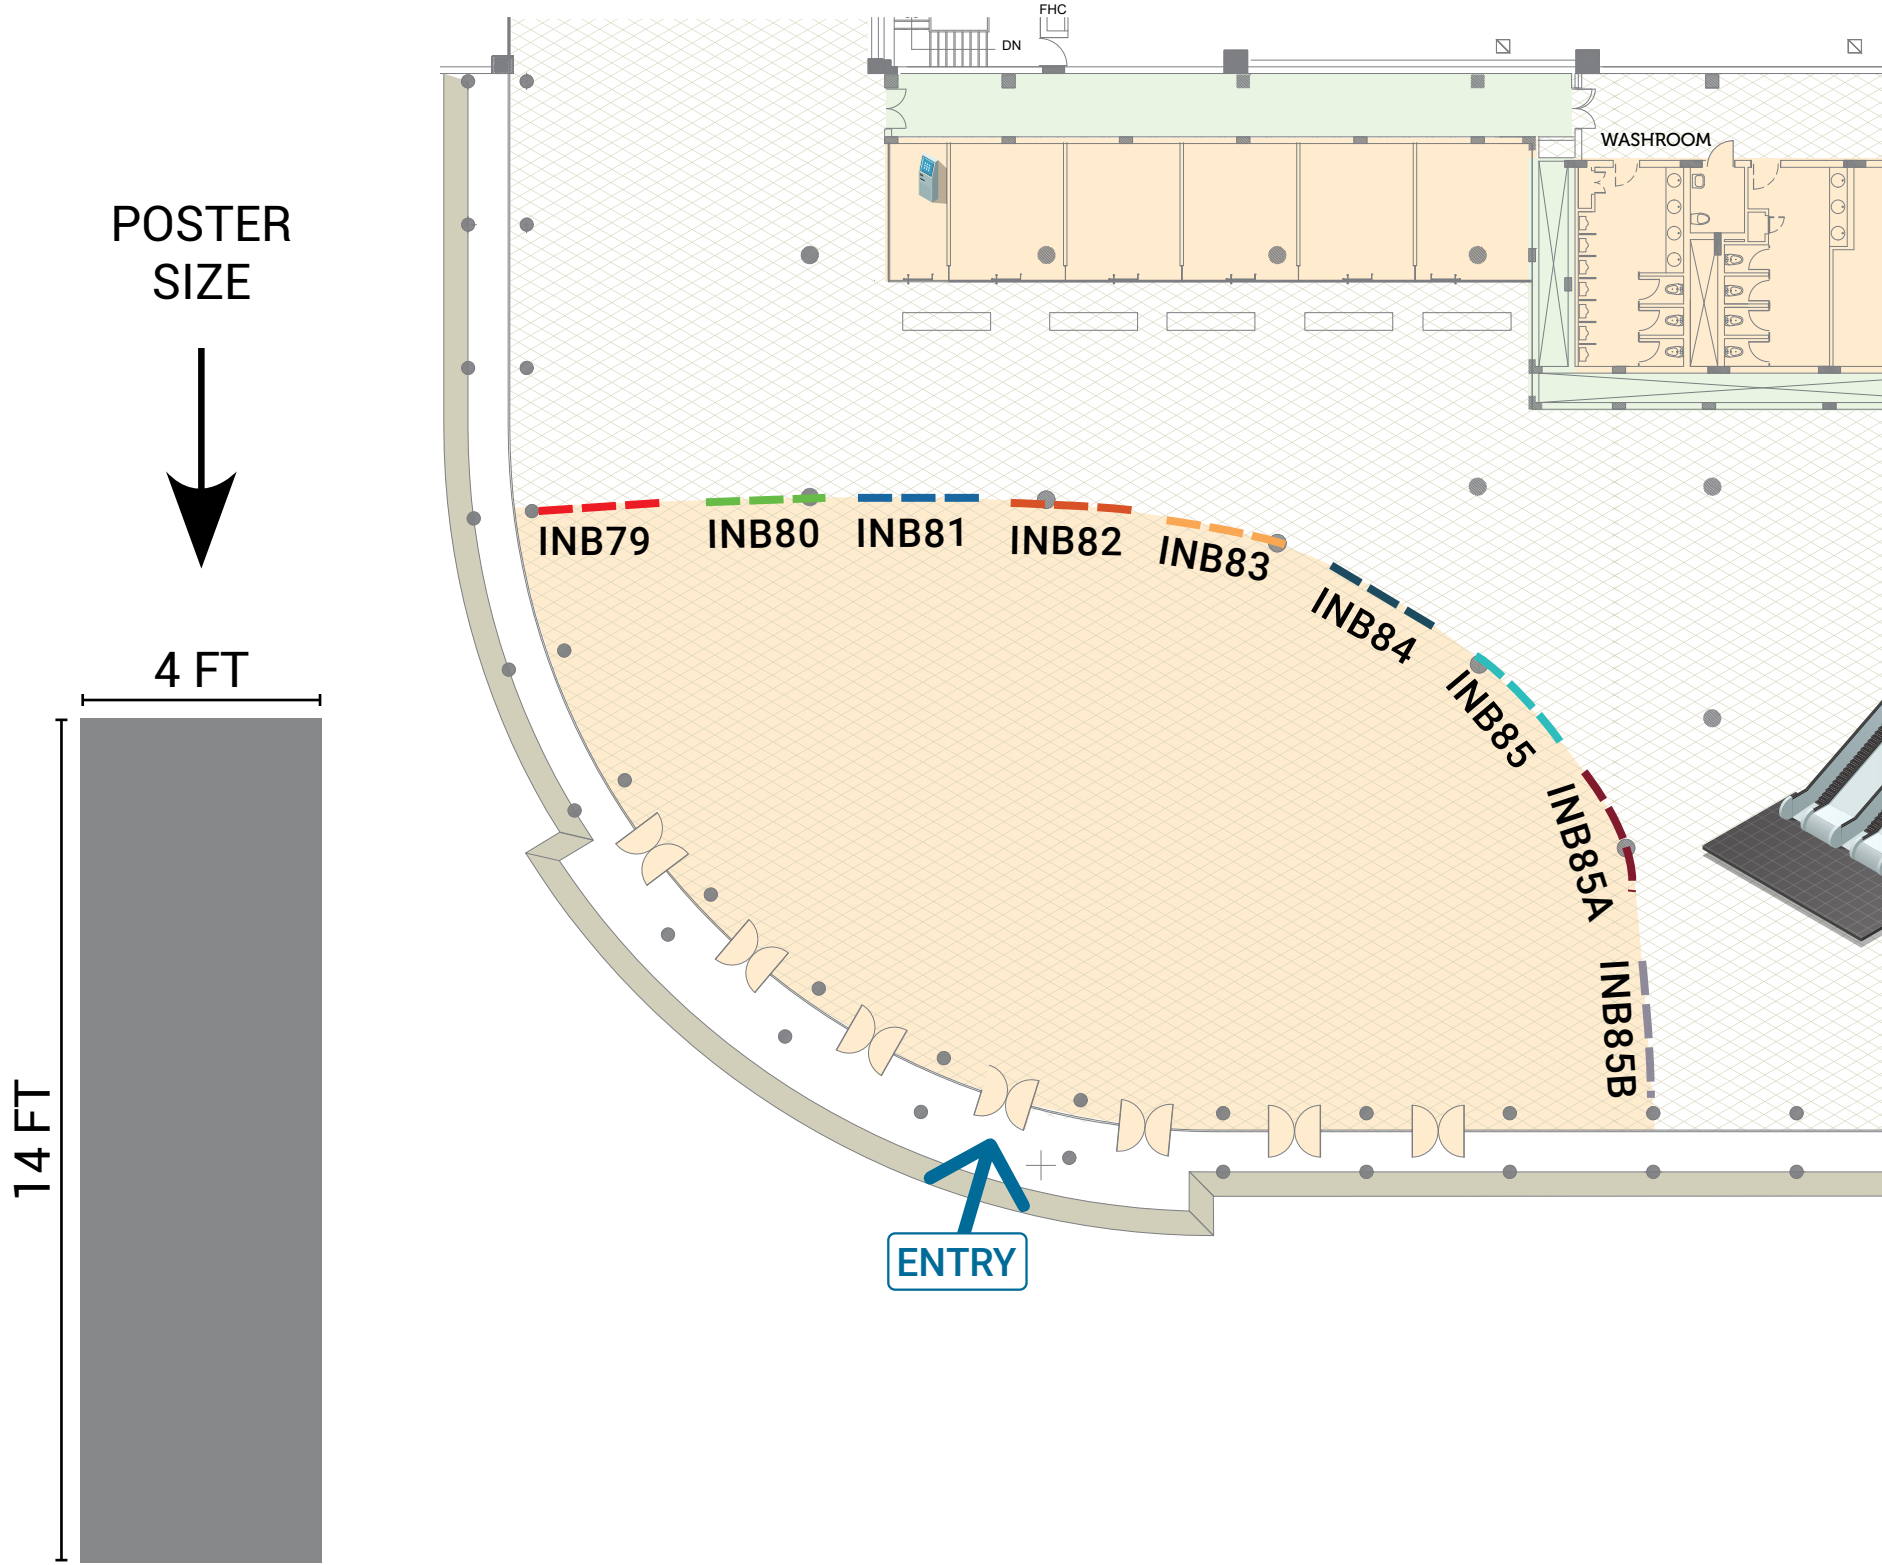 FHC
DN
WASHROOM
POSTER
SIZE
4 FT
14 FT
INB79
INB80
INB81
INB82
INB83
INB84
INB85
INB85A
INB85B
ENTRY